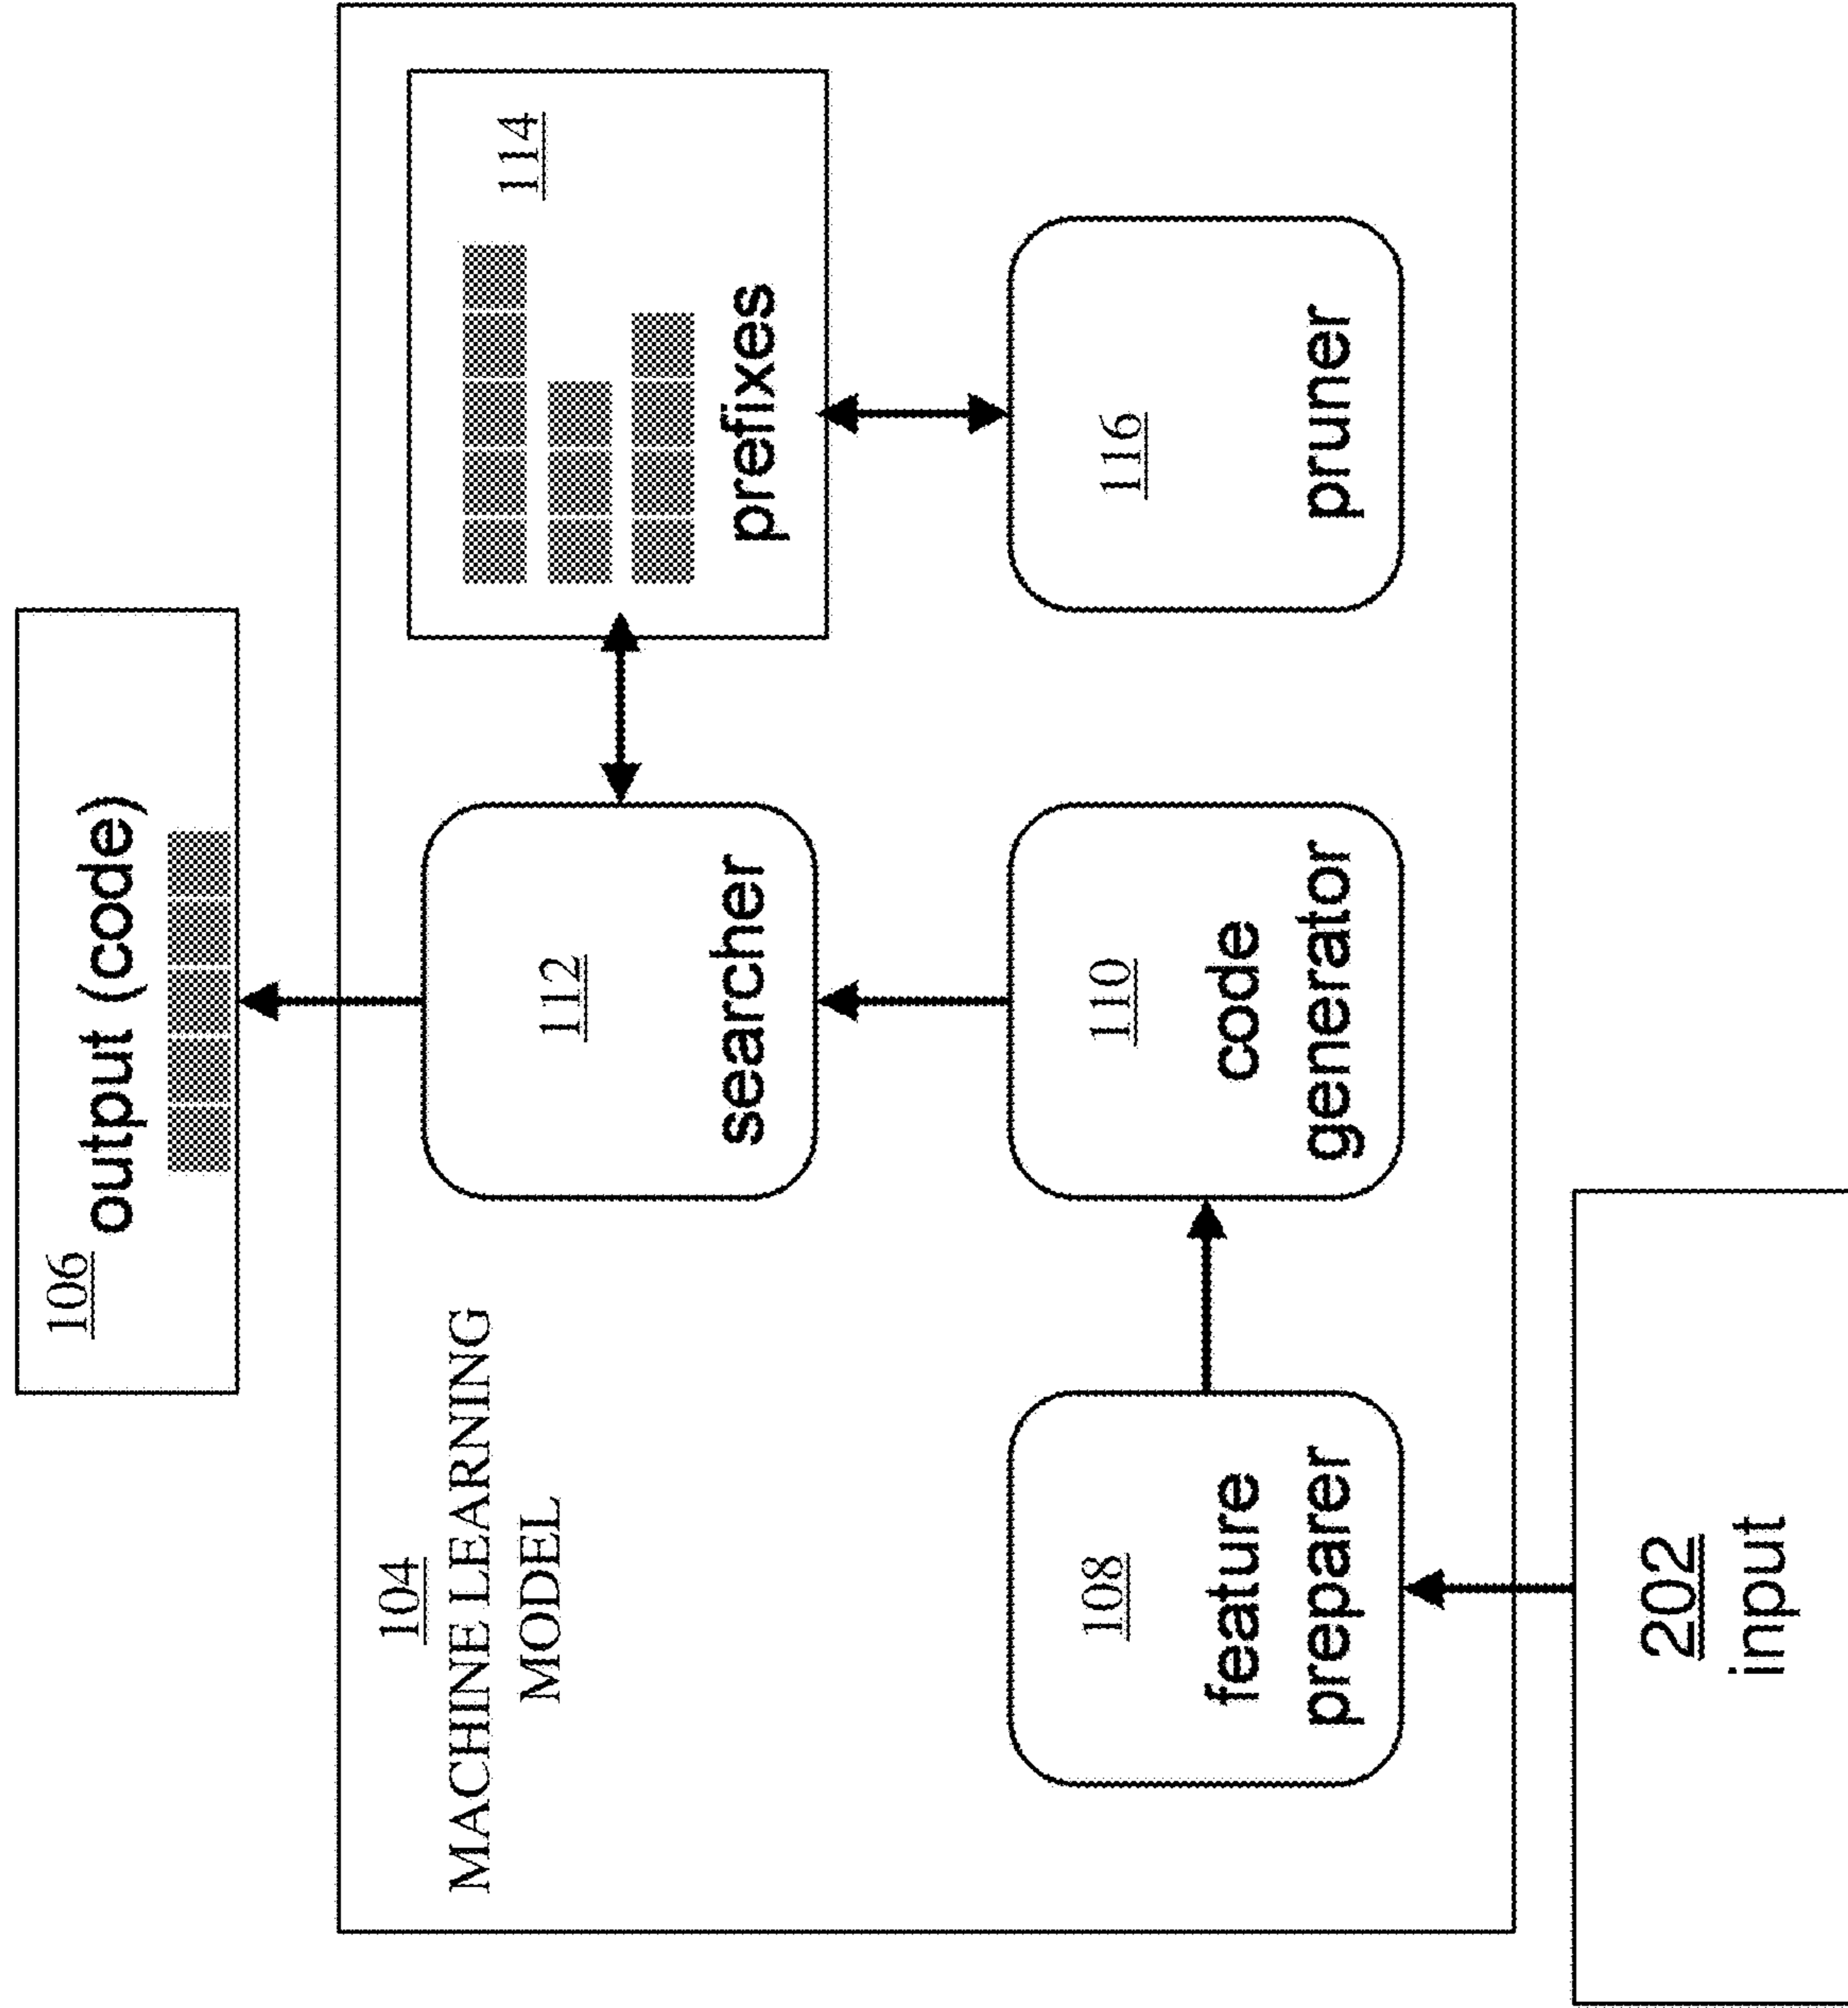 106
output (code)
104
MACHINE LEARNING
MODEL
112
searcher
114
prefixes
108
feature
preparer
110
code
generator
116
pruner
202
input